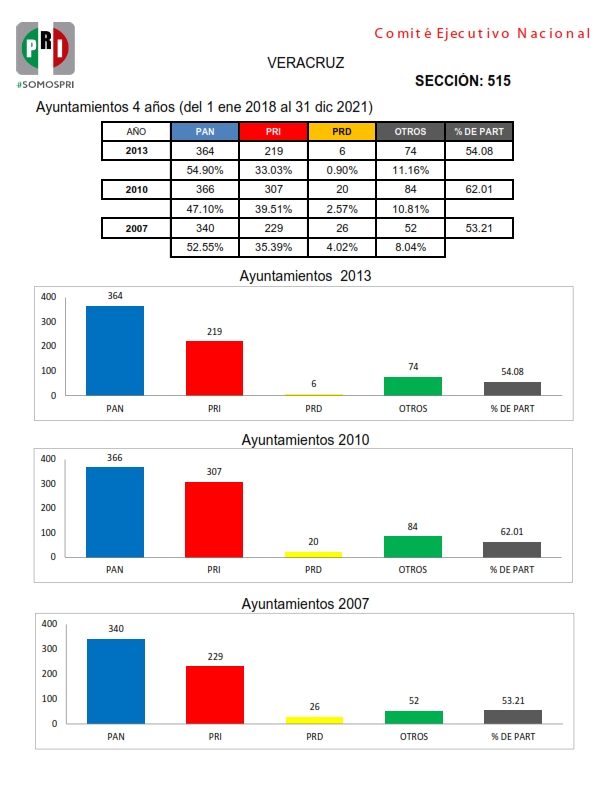 Comité Ejecutivo Nacional
PRI
#SOMOSPRI
VERACRUZ
SECCIÓN: 515
Ayuntamientos 4 años (del 1 ene 2018 al 31 dic 2021)
AÑO PAN PRI PRD OTROS % DE PART
2013 364 219 6 74 54.08
54.90% 33.03% 0.90% 11.16%
2010 366 307 20 84 62.01
47.10% 39.51% 2.57% 10.81%
2007 340 229 26 52 53.21
52.55% 35.39% 4.02% 8.04%
Ayuntamientos 2013
400 364
300
219
200
100 74 54.08
6
0
PAN PRI PRD OTROS % DE PART
Ayuntamientos 2010
400 366
300 307
200
100 84 62.01
20
0
PAN PRI PRD OTROS % DE PART
Ayuntamientos 2007
400
340
300
229
200
100
26 52 53.21
0
PAN PRI PRD OTROS % DE PART